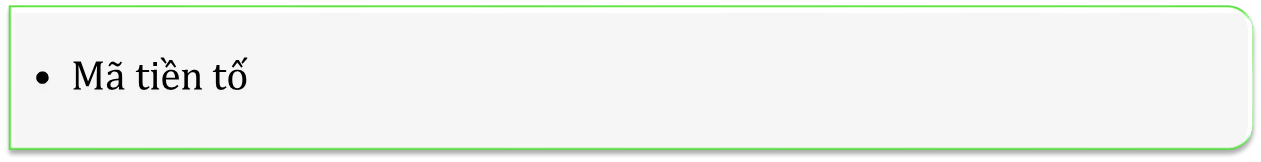 • Mã tiền tố